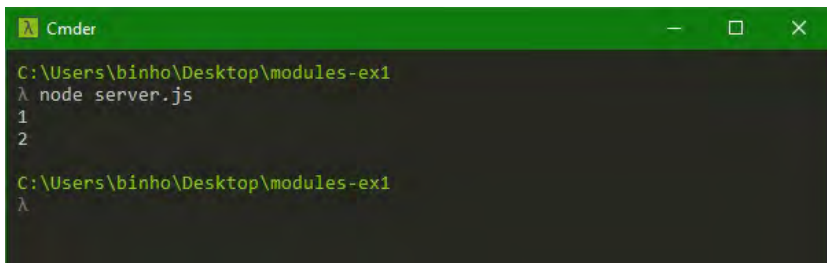 λ Cmder
C:\Users\binho\Desktop\modules-ex1
λ node server.js
1
2
C:\Users\binho\Desktop\modules-ex1
λ